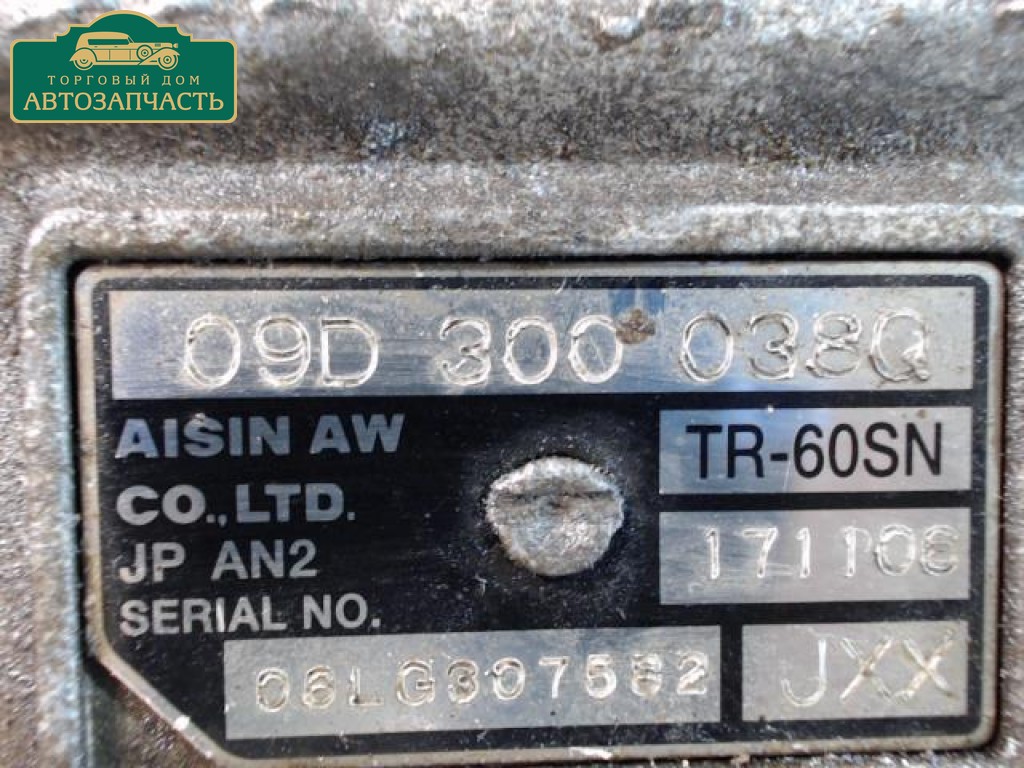 ТОРГОВЫЙ ДОМ
АВТОЗАПЧАСТЬ
09D 300 038Q
AISIN AW
CO.,LTD.
JP AN2
SERIAL NO.
TR-60SN
171106
06LG307582
JXX